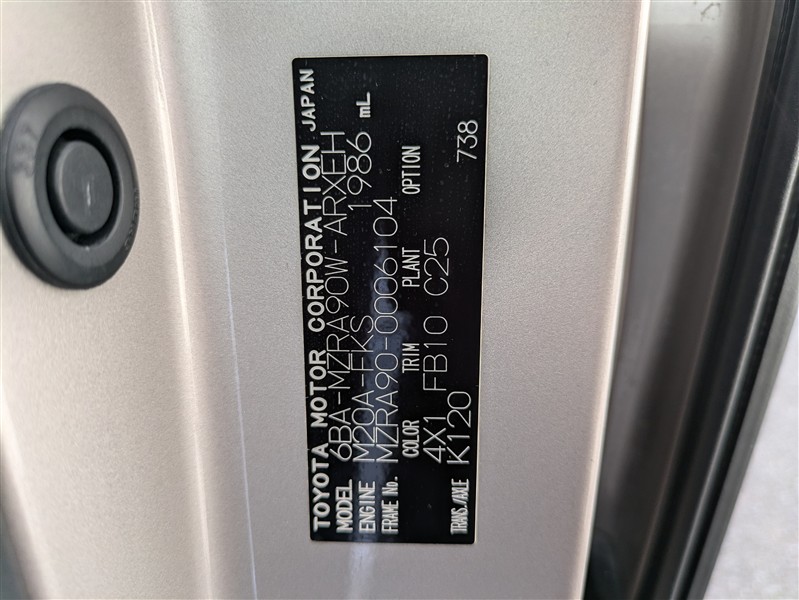 TOYOTA MOTOR CORPORATION JAPAN
MODEL 6BA-MZRA90W-ARXEH
ENGINE M20A-FKS 1986 mL
FRAME No. MZRA90-0006104
COLOR TRIM PLANT OPTION
4X1 FB10 C25
TRANS./AXLE K120 738